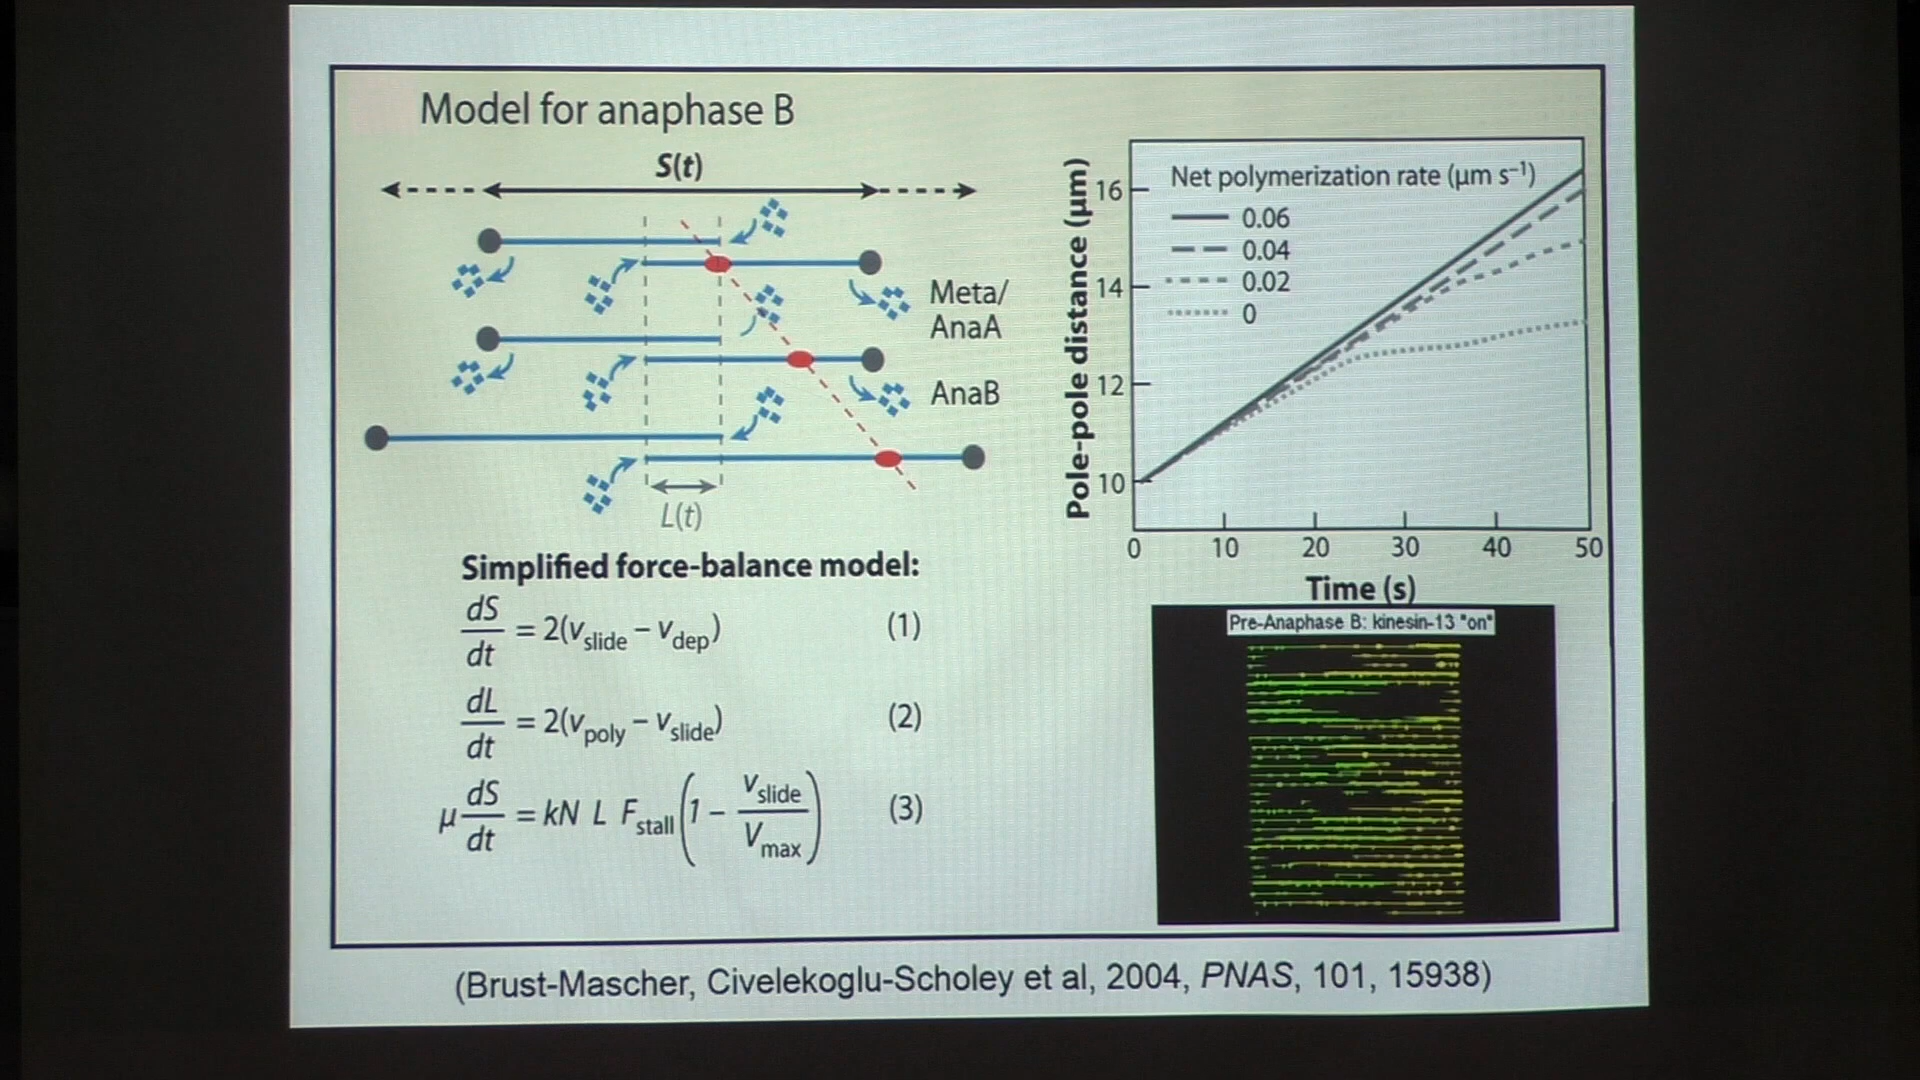 Model for anaphase B
S(t)
Meta/
AnaA
AnaB
L(t)
Simplified force-balance model:
dS/dt = 2(v_slide − v_dep) (1)
dL/dt = 2(v_poly − v_slide) (2)
μ dS/dt = kN L F_stall (1 − v_slide/V_max) (3)
Pole-pole distance (μm)
16
14
12
10
Net polymerization rate (μm s⁻¹)
0.06
0.04
0.02
0
0 10 20 30 40 50
Time (s)
Pre-Anaphase B: kinesin-13 "on"
(Brust-Mascher, Civelekoglu-Scholey et al, 2004, PNAS, 101, 15938)